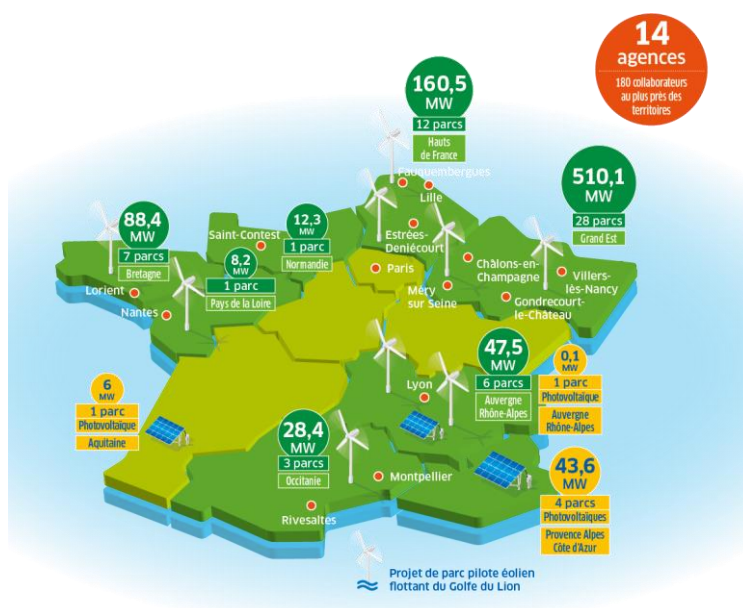 14
agences
180 collaborateurs
au plus près des
territoires
160,5
MW
12 parcs
Hauts
de France
Fauquembergues
Lille
510,1
MW
28 parcs
Grand Est
88,4
MW
7 parcs
Bretagne
Saint-Contest
12,3
MW
1 parc
Normandie
8,2
MW
1 parc
Pays de la Loire
Estrées-
Deniécourt
Paris
Châlons-en-
Champagne
Villers-
lès-Nancy
Méry
sur Seine
Gondrecourt-
le-Château
Lorient
Nantes
47,5
MW
6 parcs
Auvergne
Rhône-Alpes
0,1
MW
1 parc
Photovoltaïque
Auvergne
Rhône-Alpes
Lyon
6
MW
1 parc
Photovoltaïque
Aquitaine
28,4
MW
3 parcs
Occitanie
Montpellier
Rivesaltes
43,6
MW
4 parcs
Photovoltaïques
Provence Alpes
Côte d'Azur
Projet de parc pilote éolien
flottant du Golfe du Lion